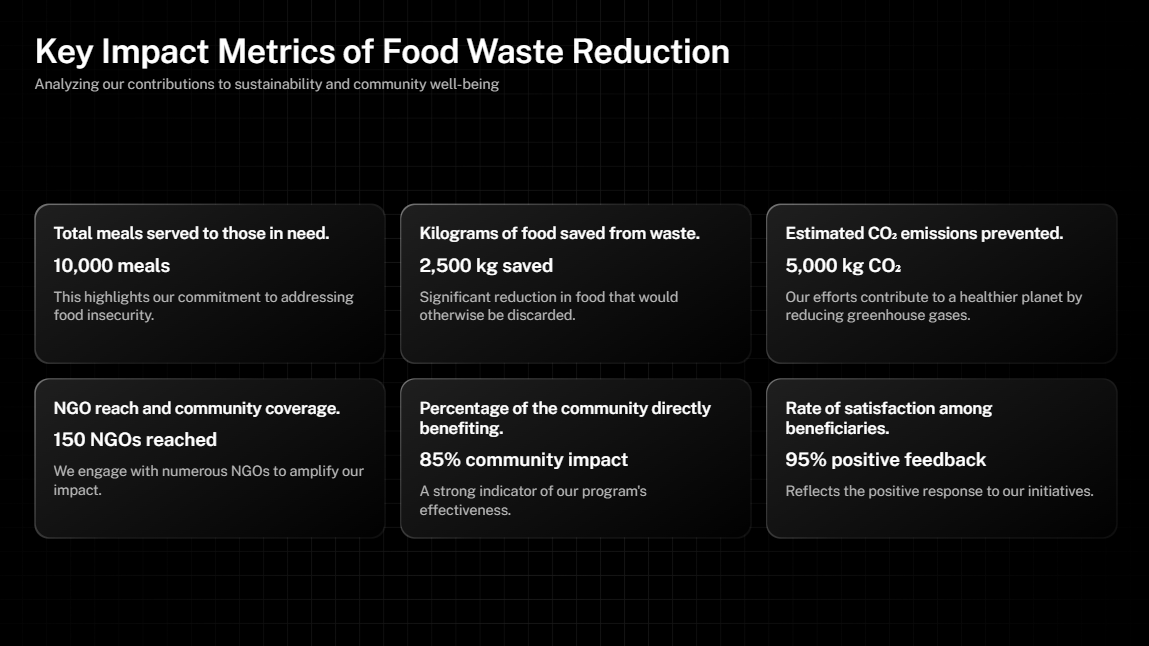 Key Impact Metrics of Food Waste Reduction
Analyzing our contributions to sustainability and community well-being
Total meals served to those in need.
10,000 meals
This highlights our commitment to addressing
food insecurity.
Kilograms of food saved from waste.
2,500 kg saved
Significant reduction in food that would
otherwise be discarded.
Estimated CO₂ emissions prevented.
5,000 kg CO₂
Our efforts contribute to a healthier planet by
reducing greenhouse gases.
NGO reach and community coverage.
150 NGOs reached
We engage with numerous NGOs to amplify our
impact.
Percentage of the community directly
benefiting.
85% community impact
A strong indicator of our program's
effectiveness.
Rate of satisfaction among
beneficiaries.
95% positive feedback
Reflects the positive response to our initiatives.